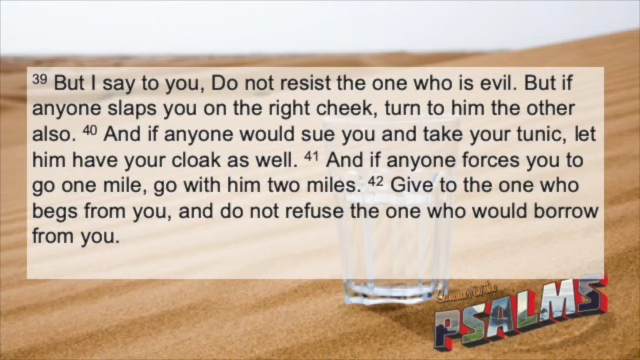 39 But I say to you, Do not resist the one who is evil. But if
anyone slaps you on the right cheek, turn to him the other
also. 40 And if anyone would sue you and take your tunic, let
him have your cloak as well. 41 And if anyone forces you to
go one mile, go with him two miles. 42 Give to the one who
begs from you, and do not refuse the one who would borrow
from you.
PSALMS